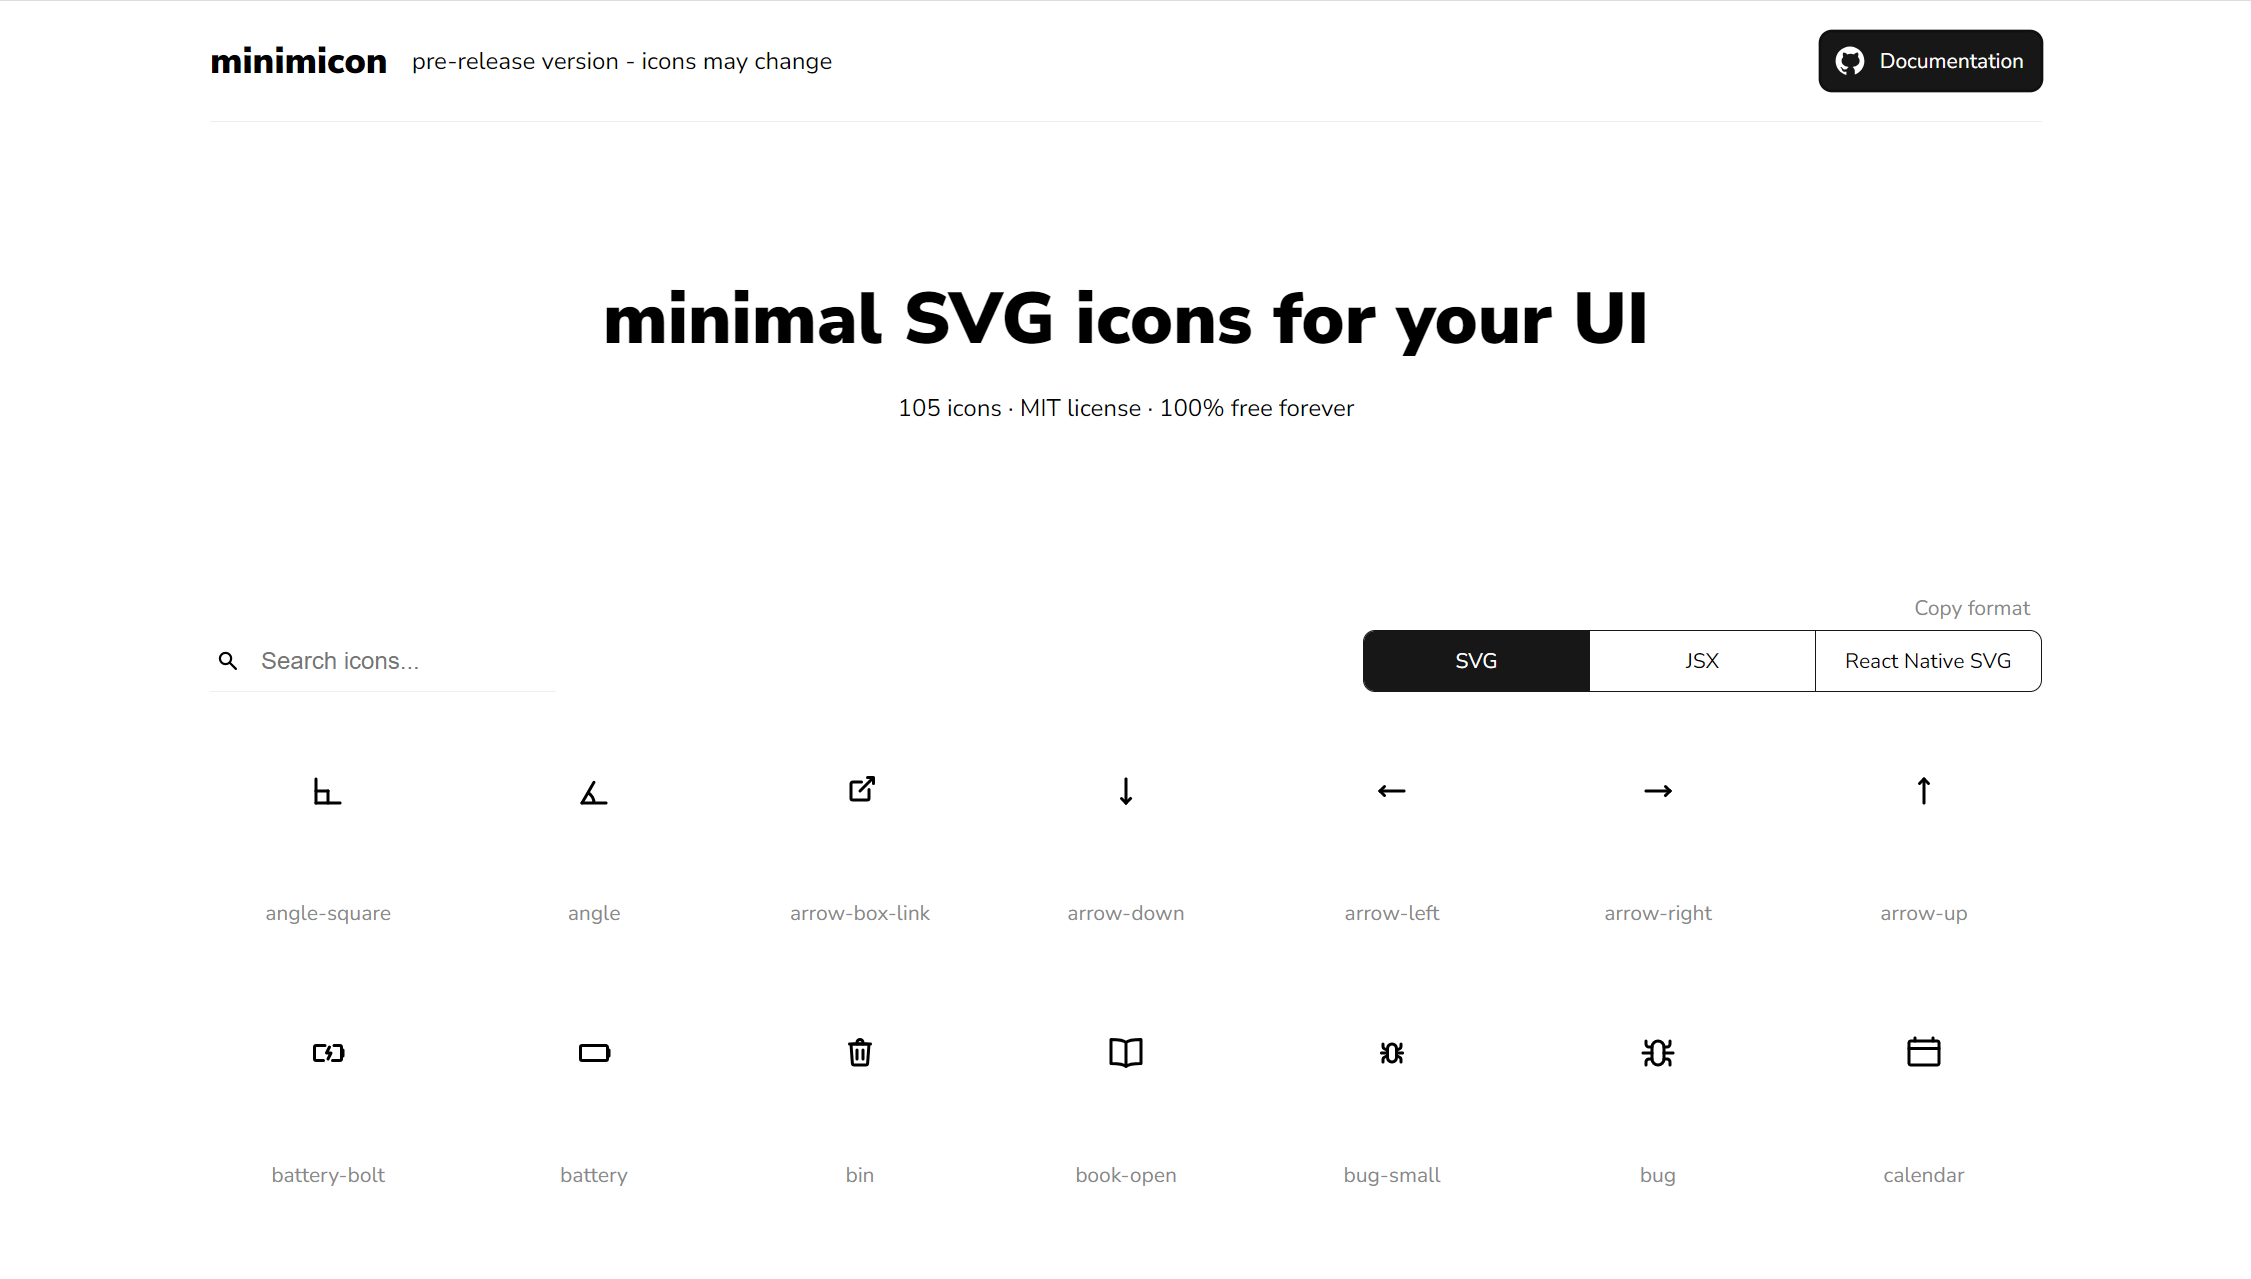 minimicon pre-release version - icons may change Documentation
minimal SVG icons for your UI
105 icons · MIT license · 100% free forever
Copy format
Search icons... SVG JSX React Native SVG
angle-square angle arrow-box-link arrow-down arrow-left arrow-right arrow-up
battery-bolt battery bin book-open bug-small bug calendar